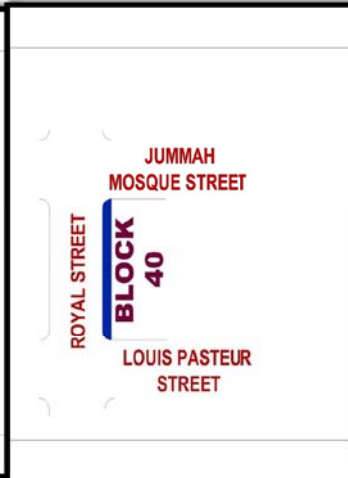 JUMMAH
MOSQUE STREET
ROYAL STREET
BLOCK
40
LOUIS PASTEUR
STREET